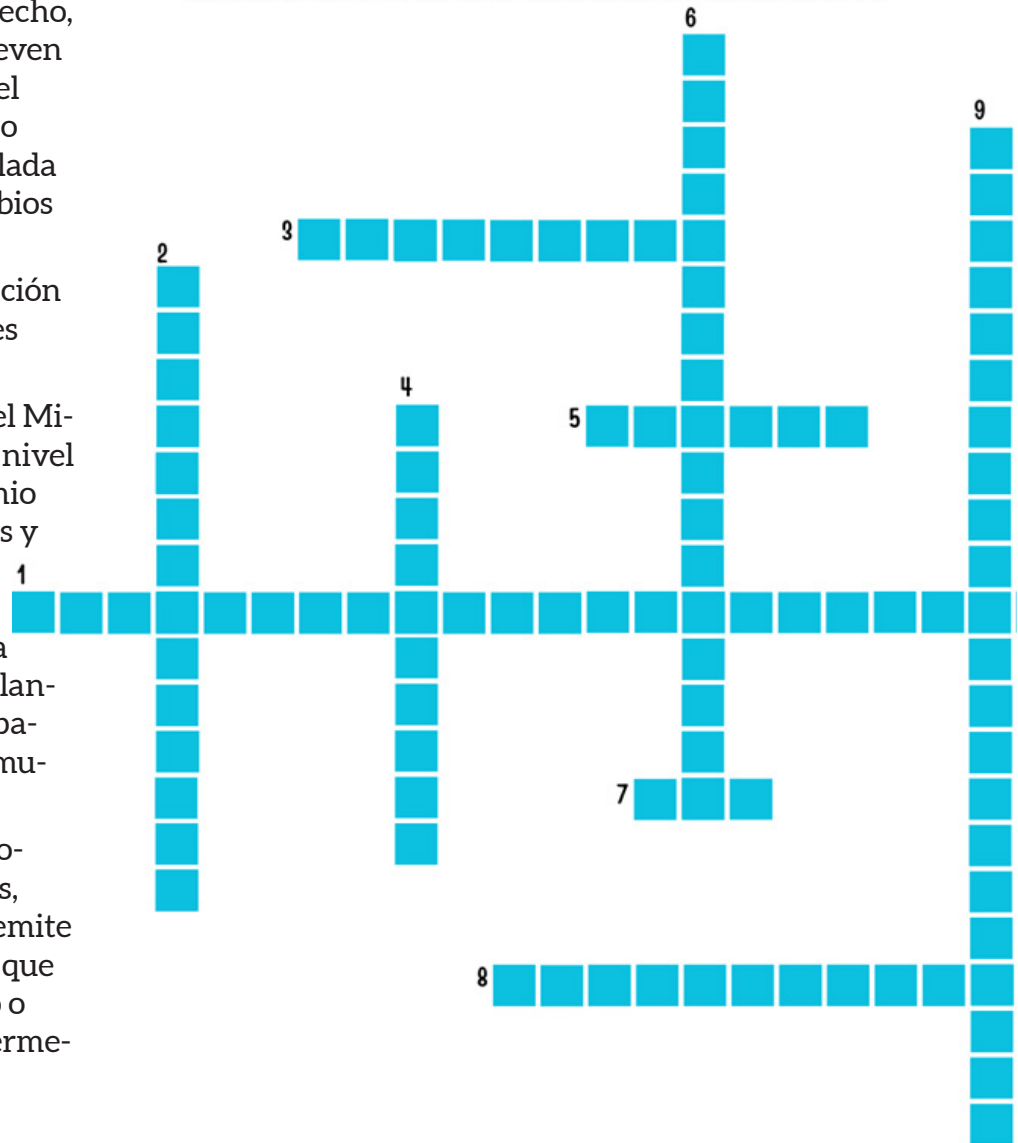 echo,
even
el
o
lada
bios
ción
es
el Mi-
nivel
nio
s y
a
lan-
ba-
mu-
o-
s,
emite
que
o o
erme-
6
9
3
2
4
5
1
7
8